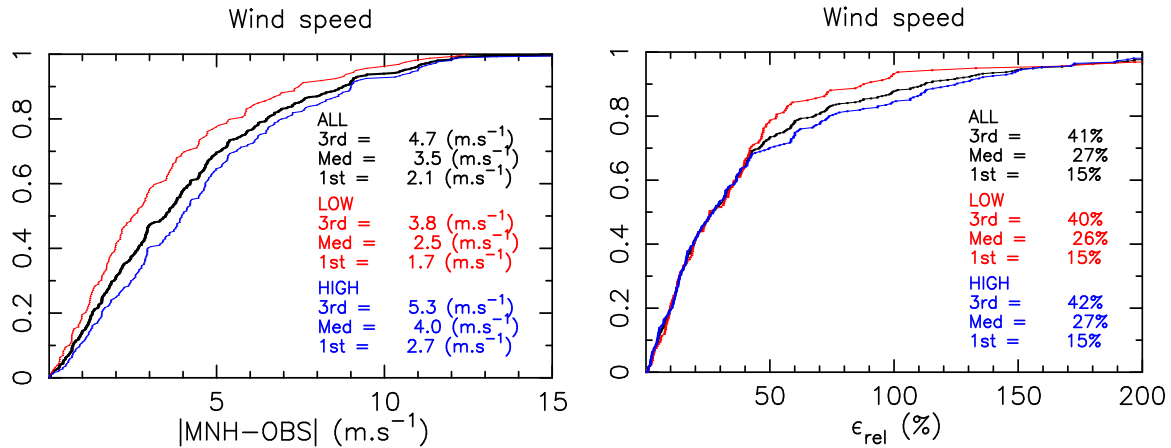 Wind speed
1
0.8
0.6
0.4
0.2
0
ALL
3rd = 4.7 (m.s⁻¹)
Med = 3.5 (m.s⁻¹)
1st = 2.1 (m.s⁻¹)
LOW
3rd = 3.8 (m.s⁻¹)
Med = 2.5 (m.s⁻¹)
1st = 1.7 (m.s⁻¹)
HIGH
3rd = 5.3 (m.s⁻¹)
Med = 4.0 (m.s⁻¹)
1st = 2.7 (m.s⁻¹)
5 10 15
|MNH−OBS| (m.s⁻¹)
Wind speed
1
0.8
0.6
0.4
0.2
0
ALL
3rd = 41%
Med = 27%
1st = 15%
LOW
3rd = 40%
Med = 26%
1st = 15%
HIGH
3rd = 42%
Med = 27%
1st = 15%
50 100 150 200
ϵrel (%)